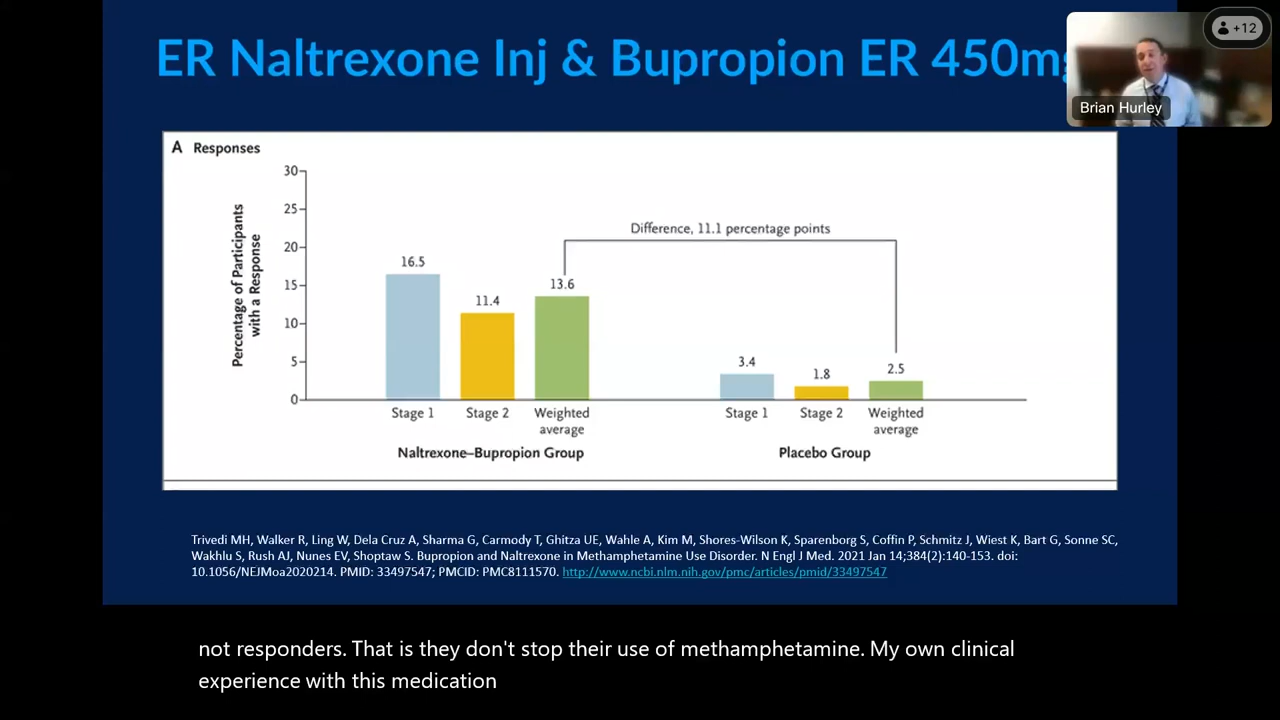 ER Naltrexone Inj & Bupropion ER 450m
+12
Brian Hurley
A Responses
Percentage of Participants
with a Response
30
25
20
15
10
5
0
Difference, 11.1 percentage points
16.5
11.4
13.6
3.4
1.8
2.5
Stage 1
Stage 2
Weighted
average
Stage 1
Stage 2
Weighted
average
Naltrexone–Bupropion Group
Placebo Group
Trivedi MH, Walker R, Ling W, Dela Cruz A, Sharma G, Carmody T, Ghitza UE, Wahle A, Kim M, Shores-Wilson K, Sparenborg S, Coffin P, Schmitz J, Wiest K, Bart G, Sonne SC,
Wakhlu S, Rush AJ, Nunes EV, Shoptaw S. Bupropion and Naltrexone in Methamphetamine Use Disorder. N Engl J Med. 2021 Jan 14;384(2):140-153. doi:
10.1056/NEJMoa2020214. PMID: 33497547; PMCID: PMC8111570. http://www.ncbi.nlm.nih.gov/pmc/articles/pmid/33497547
not responders. That is they don't stop their use of methamphetamine. My own clinical
experience with this medication